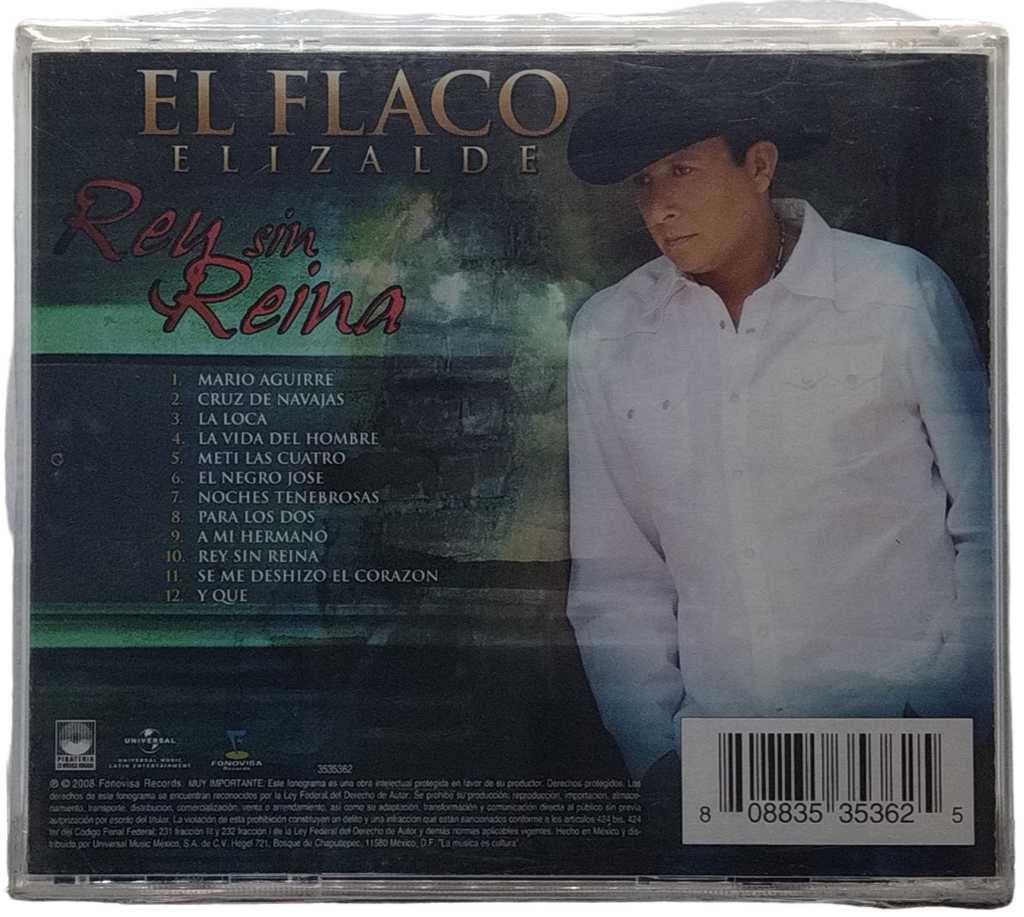 EL FLACO
ELIZALDE
Rey sin
Reina
1. MARIO AGUIRRE
2. CRUZ DE NAVAJAS
3. LA LOCA
4. LA VIDA DEL HOMBRE
5. METI LAS CUATRO
6. EL NEGRO JOSE
7. NOCHES TENEBROSAS
8. PARA LOS DOS
9. A MI HERMANO
10. REY SIN REINA
11. SE ME DESHIZO EL CORAZON
12. Y QUE
PIRATERIA
UNIVERSAL
UNIVERSAL MUSIC
LATIN ENTERTAINMENT
FONOVISA
Records
3535362
℗ © 2008 Fonovisa Records. MUY IMPORTANTE: Este fonograma es una obra intelectual protegida en favor de su productor. Derechos protegidos. Los
derechos de este fonograma se encuentran reconocidos por la Ley Federal del Derecho de Autor. Se prohibe su producción, reproducción, importación, almace-
namiento, transporte, distribución, comercialización, venta o arrendamiento, así como su adaptación, transformación y comunicación directa al público sin previa
autorización por escrito del titular. La violación de esta prohibición constituyen un delito y una infracción que están sancionados conforme a los artículos 424 bis, 424
ter del Código Penal Federal; 231 fracción III y 232 fracción I de la Ley Federal del Derecho de Autor y demás normas aplicables vigentes. Hecho en México y dis-
tribuido por Universal Music México, S.A. de C.V. Hegel 721, Bosque de Chapultepec, 11580 México, D.F. "La música es cultura".
8 08835 35362 5